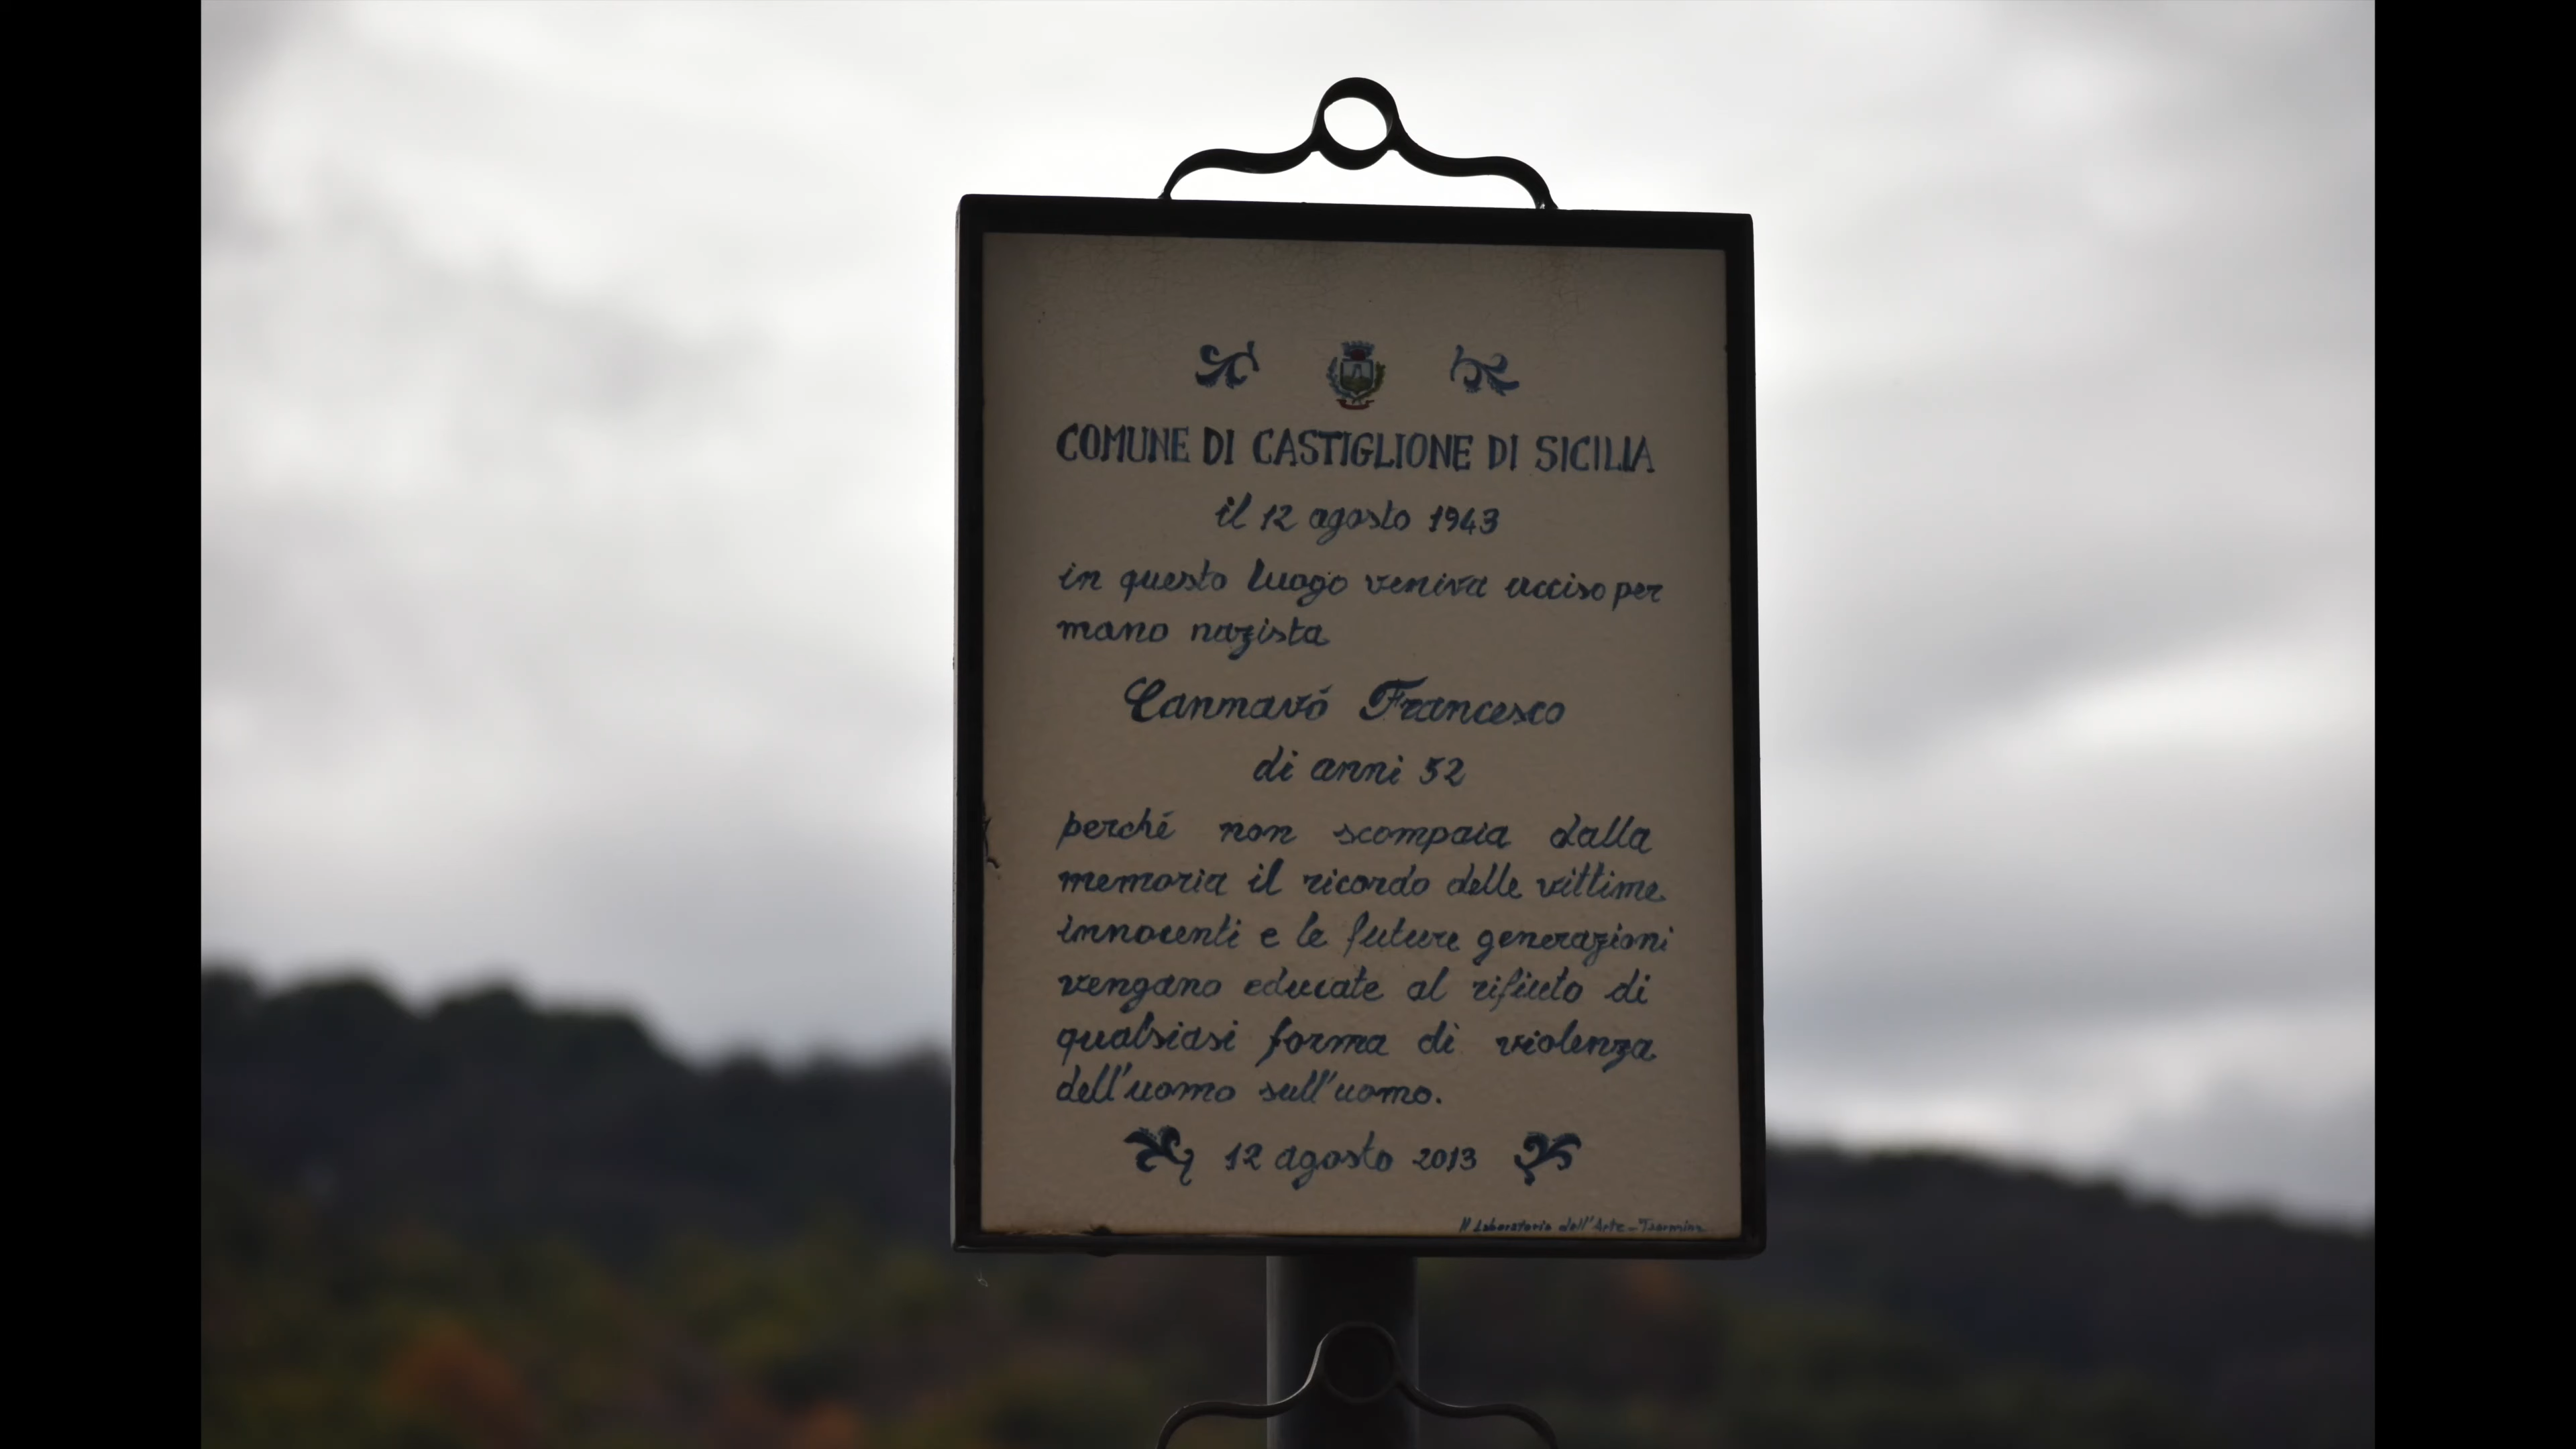 COMUNE DI CASTIGLIONE DI SICILIA
il 12 agosto 1943
in questo luogo veniva ucciso per
mano nazista
Cannavó Francesco
di anni 52
perché non scompaia dalla
memoria il ricordo delle vittime
innocenti e le future generazioni
vengano educate al rifiuto di
qualsiasi forma di violenza
dell'uomo sull'uomo.
12 agosto 2013
Il Laboratorio dell'Arte - Taormina